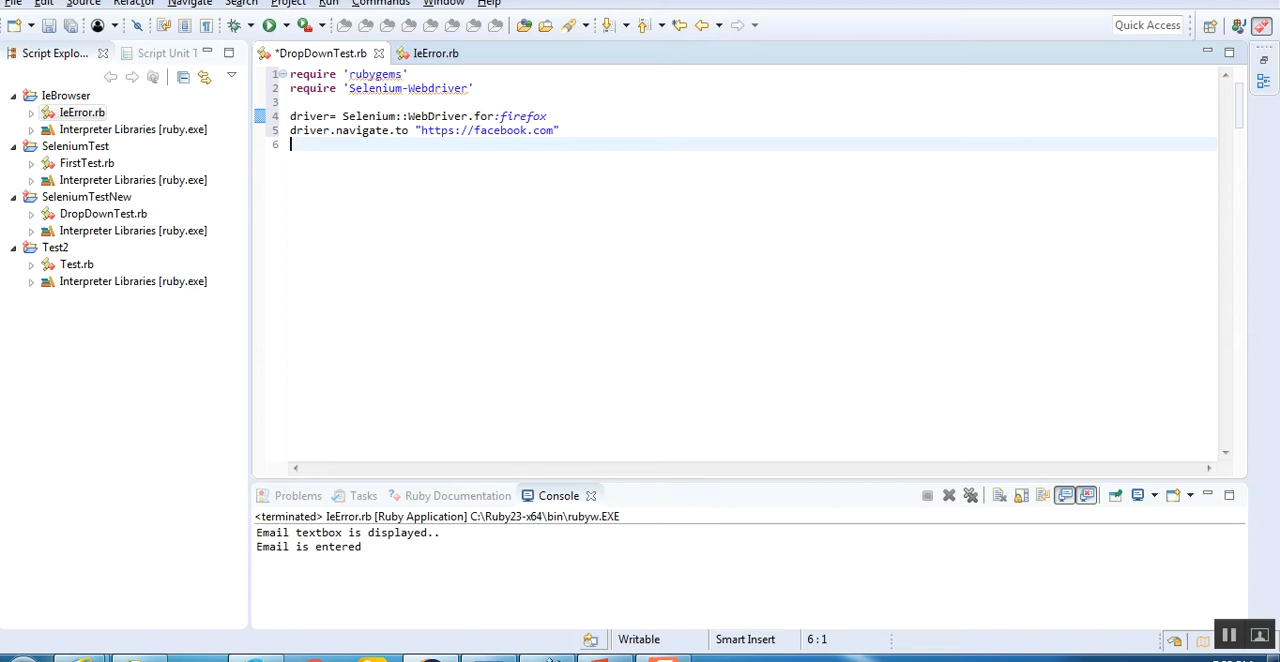 File Edit Source Refactor Navigate Search Project Run Commands Window Help
Quick Access
Script Explo...
Script Unit T
*DropDownTest.rb
IeError.rb
IeBrowser
IeError.rb
Interpreter Libraries [ruby.exe]
SeleniumTest
FirstTest.rb
Interpreter Libraries [ruby.exe]
SeleniumTestNew
DropDownTest.rb
Interpreter Libraries [ruby.exe]
Test2
Test.rb
Interpreter Libraries [ruby.exe]
1 require 'rubygems'
2 require 'Selenium-Webdriver'
3
4 driver= Selenium::WebDriver.for:firefox
5 driver.navigate.to "https://facebook.com"
6
Problems Tasks Ruby Documentation Console
<terminated> IeError.rb [Ruby Application] C:\Ruby23-x64\bin\rubyw.EXE
Email textbox is displayed..
Email is entered
Writable Smart Insert 6 : 1